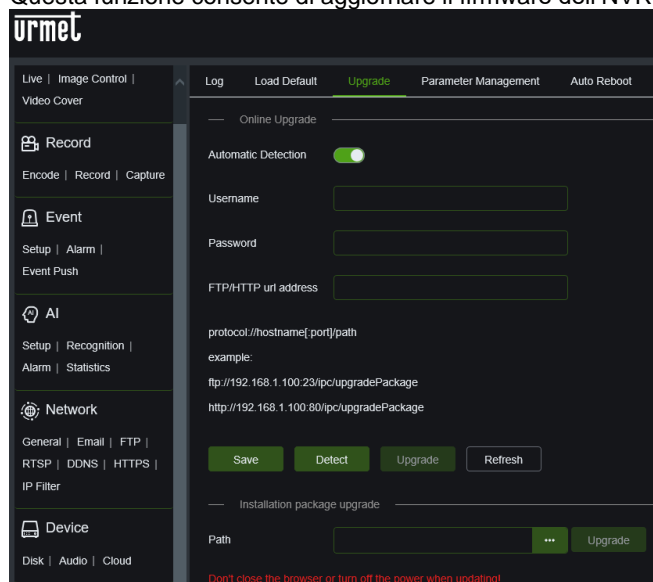 Questa funzione consente di aggiornare il firmware dell'NVR
urmet
Live | Image Control |
Video Cover
Record
Encode | Record | Capture
Event
Setup | Alarm |
Event Push
AI
Setup | Recognition |
Alarm | Statistics
Network
General | Email | FTP |
RTSP | DDNS | HTTPS |
IP Filter
Device
Disk | Audio | Cloud
Log Load Default Upgrade Parameter Management Auto Reboot
Online Upgrade
Automatic Detection
Username
Password
FTP/HTTP url address
protocol://hostname[:port]/path
example:
ftp://192.168.1.100:23/ipc/upgradePackage
http://192.168.1.100:80/ipc/upgradePackage
Save Detect Upgrade Refresh
Installation package upgrade
Path ... Upgrade
Don't close the browser or turn off the power when updating!